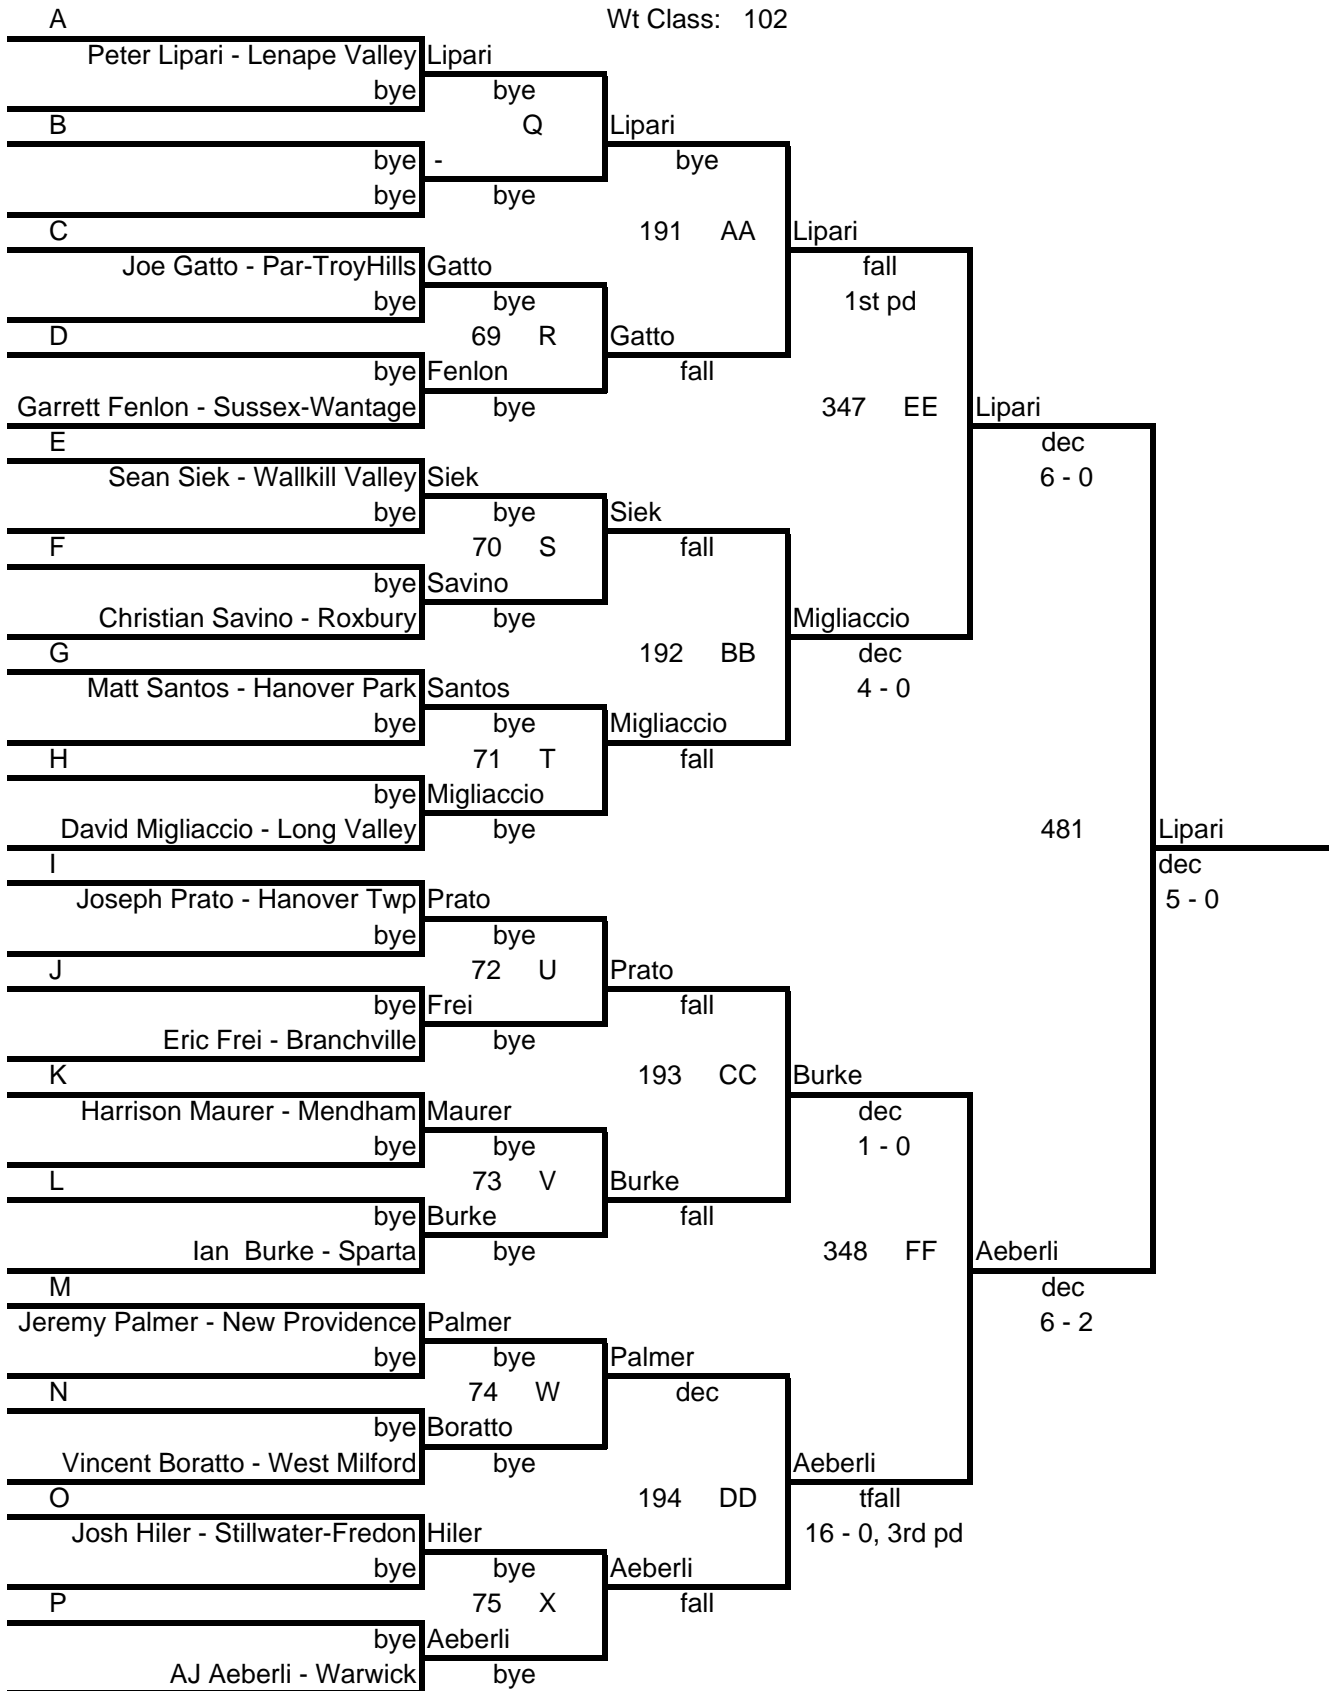 A Wt Class: 102
Peter Lipari - Lenape Valley Lipari
bye bye
B Q Lipari
bye - bye
bye bye
C 191 AA Lipari
Joe Gatto - Par-TroyHills Gatto fall
bye bye 1st pd
D 69 R Gatto
bye Fenlon fall
Garrett Fenlon - Sussex-Wantage bye 347 EE Lipari
E dec
Sean Siek - Wallkill Valley Siek 6 - 0
bye bye Siek
F 70 S fall
bye Savino
Christian Savino - Roxbury bye Migliaccio
G 192 BB dec
Matt Santos - Hanover Park Santos 4 - 0
bye bye Migliaccio
H 71 T fall
bye Migliaccio
David Migliaccio - Long Valley bye 481 Lipari
I dec
Joseph Prato - Hanover Twp Prato 5 - 0
bye bye
J 72 U Prato
bye Frei fall
Eric Frei - Branchville bye
K 193 CC Burke
Harrison Maurer - Mendham Maurer dec
bye bye 1 - 0
L 73 V Burke
bye Burke fall
Ian  Burke - Sparta bye 348 FF Aeberli
M dec
Jeremy Palmer - New Providence Palmer 6 - 2
bye bye Palmer
N 74 W dec
bye Boratto
Vincent Boratto - West Milford bye Aeberli
O 194 DD tfall
Josh Hiler - Stillwater-Fredon Hiler 16 - 0, 3rd pd
bye bye Aeberli
P 75 X fall
bye Aeberli
AJ Aeberli - Warwick bye